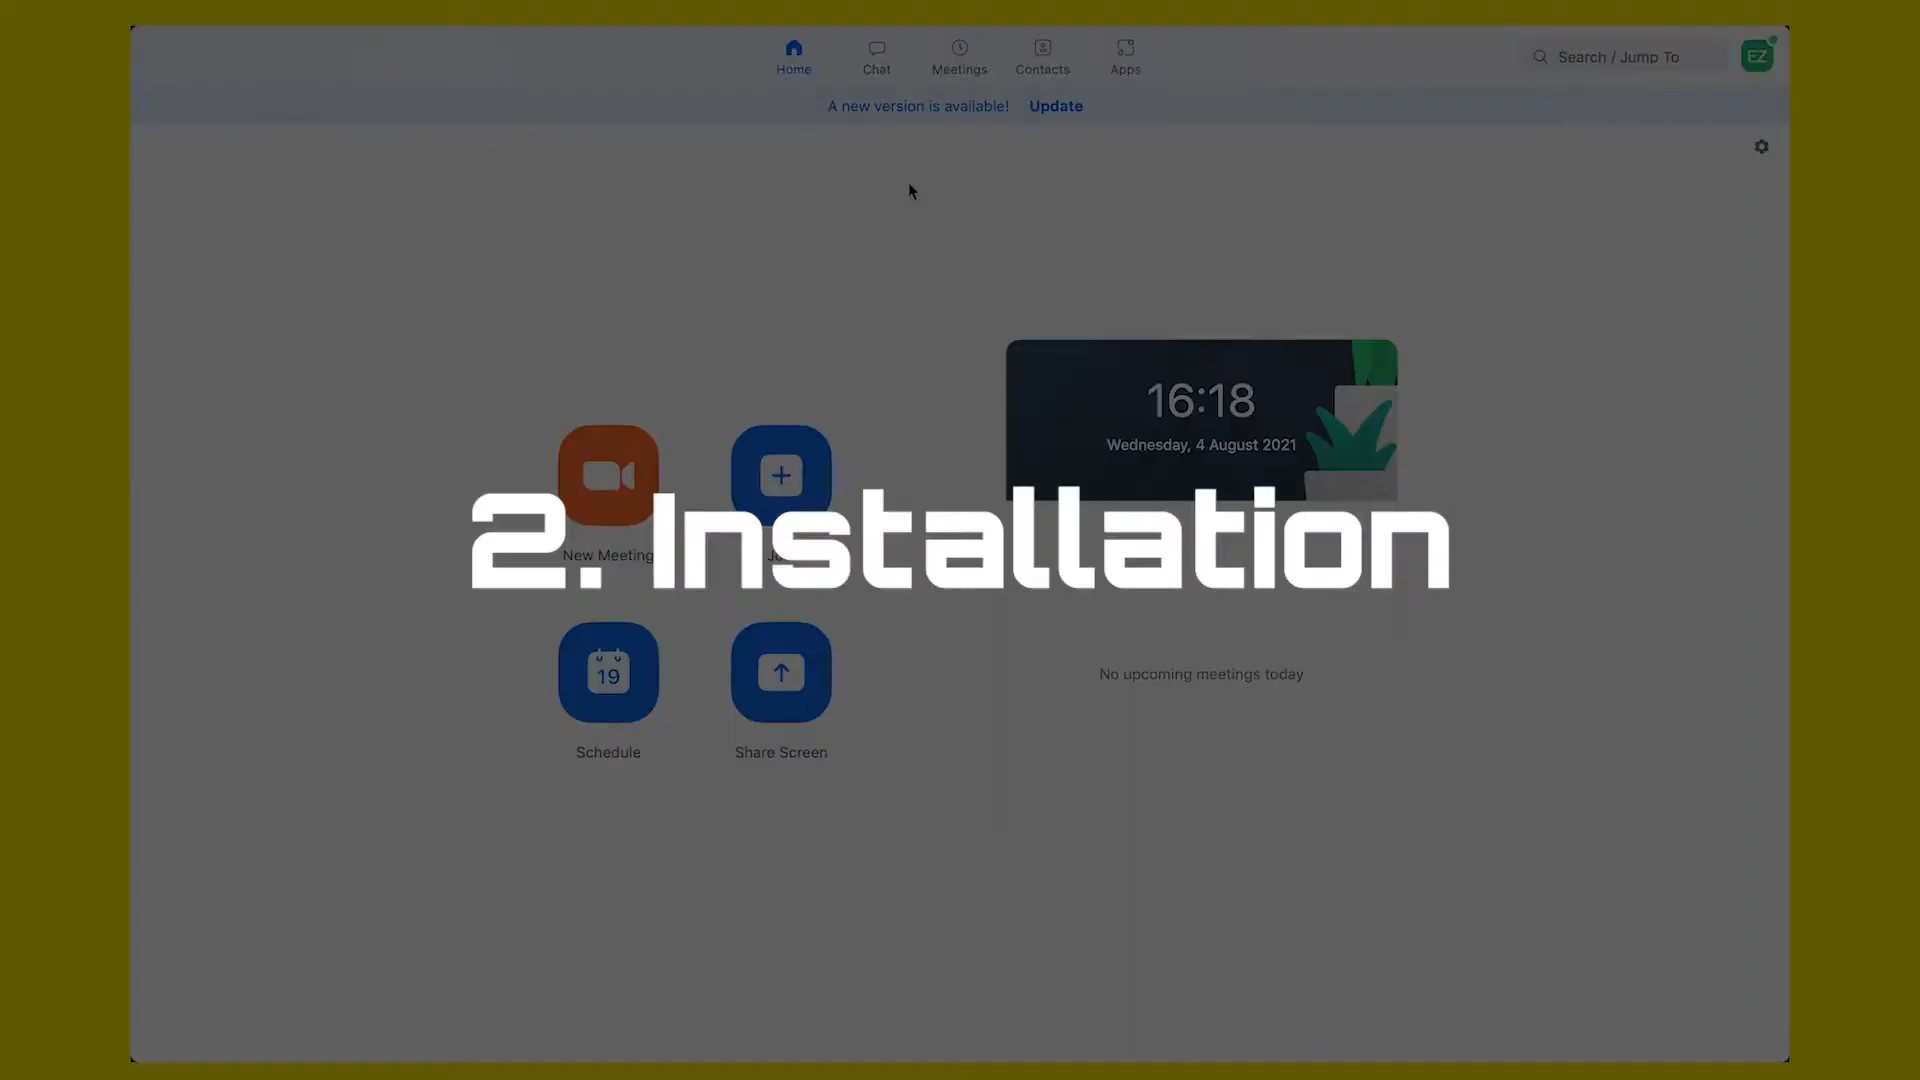 Home
Chat
Meetings
Contacts
Apps
Search / Jump To
EZ
A new version is available! Update
16:18
Wednesday, 4 August 2021
2. Installation
New Meeting
19
No upcoming meetings today
Schedule
Share Screen